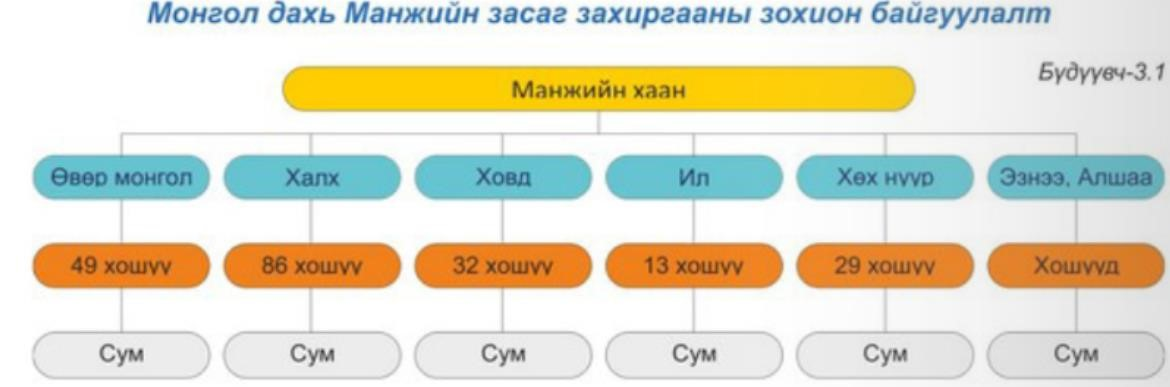 Монгол дахь Манжийн засаг захиргааны зохион байгуулалт
Бүдүүвч-3.1
Манжийн хаан
Өвөр монгол Халх Ховд Ил Хөх нуур Эзнээ, Алшаа
49 хошуу 86 хошуу 32 хошуу 13 хошуу 29 хошуу Хошууд
Сум Сум Сум Сум Сум Сум